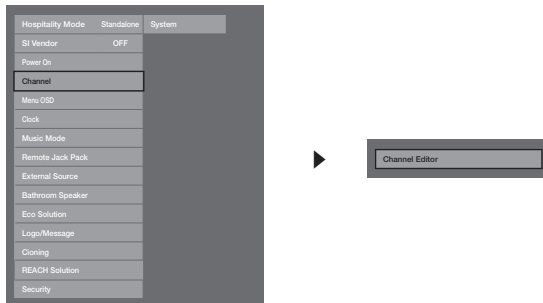 Hospitality Mode Standalone System
SI Vendor OFF
Power On
Channel
Menu OSD
Clock
Music Mode
Remote Jack Pack
External Source
Bathroom Speaker
Eco Solution
Logo/Message
Cloning
REACH Solution
Security
Channel Editor